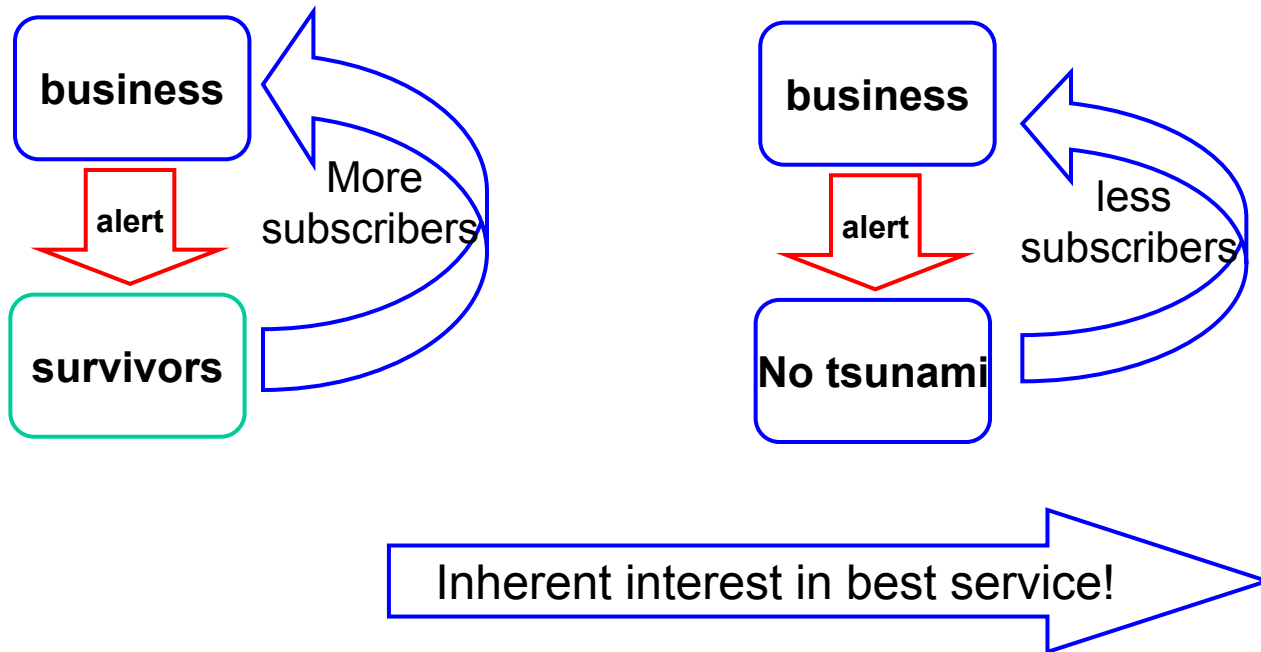 business
alert
More
subscribers
survivors
business
alert
less
subscribers
No tsunami
Inherent interest in best service!